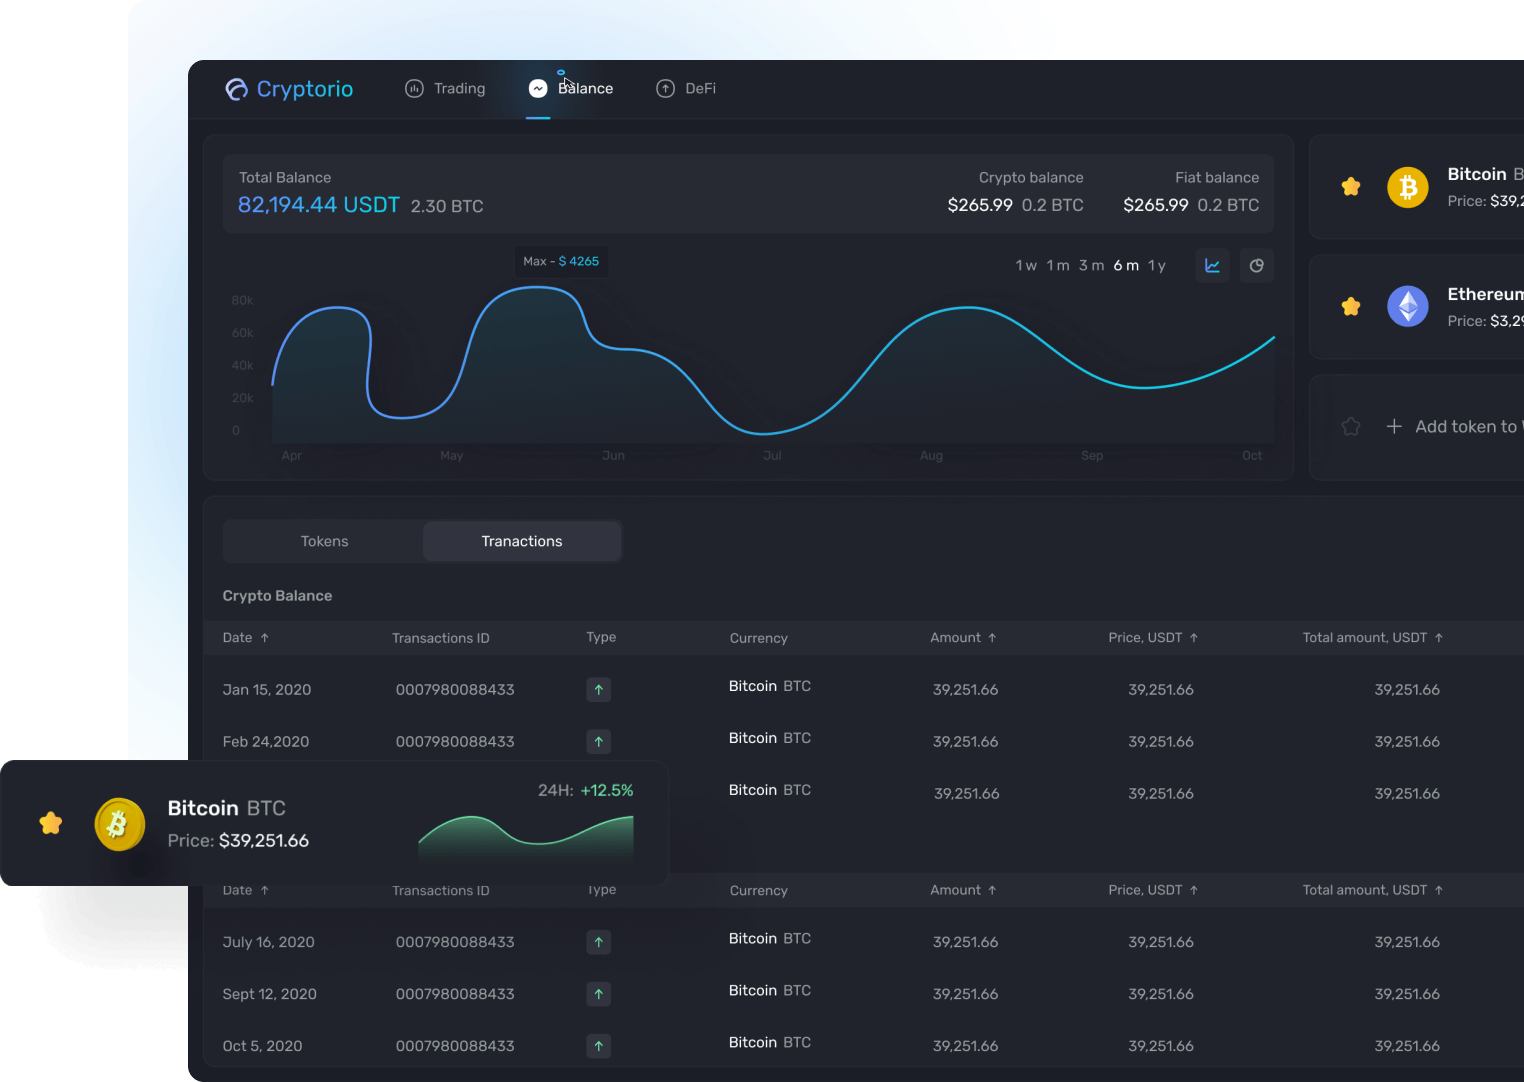 Cryptorio Trading Balance DeFi
Total Balance
82,194.44 USDT 2.30 BTC
Crypto balance
$265.99 0.2 BTC
Fiat balance
$265.99 0.2 BTC
Max - $ 4265
1 w 1 m 3 m 6 m 1 y
80k
60k
40k
20k
0
Apr May Jun Jul Aug Sep Oct
Bitcoin B
Price: $39,2
Ethereum
Price: $3,29
Add token to
Tokens Tranactions
Crypto Balance
Date ↑ Transactions ID Type Currency Amount ↑ Price, USDT ↑ Total amount, USDT ↑
Jan 15, 2020 0007980088433 ↑ Bitcoin BTC 39,251.66 39,251.66 39,251.66
Feb 24,2020 0007980088433 ↑ Bitcoin BTC 39,251.66 39,251.66 39,251.66
Bitcoin BTC 39,251.66 39,251.66 39,251.66
Bitcoin BTC
Price: $39,251.66
24H: +12.5%
Date ↑ Transactions ID Type Currency Amount ↑ Price, USDT ↑ Total amount, USDT ↑
July 16, 2020 0007980088433 ↑ Bitcoin BTC 39,251.66 39,251.66 39,251.66
Sept 12, 2020 0007980088433 ↑ Bitcoin BTC 39,251.66 39,251.66 39,251.66
Oct 5, 2020 0007980088433 ↑ Bitcoin BTC 39,251.66 39,251.66 39,251.66